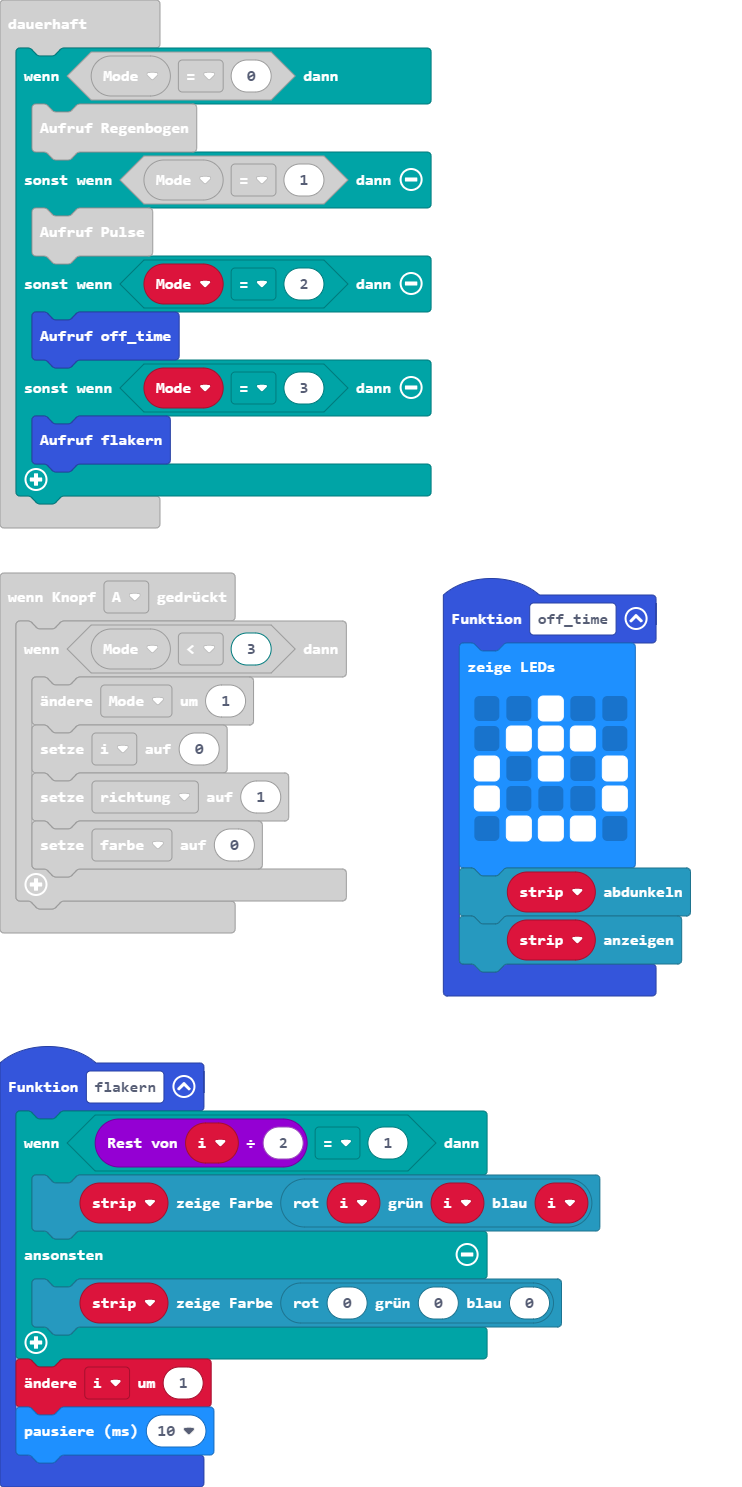 dauerhaft
wenn Mode = 0 dann
Aufruf Regenbogen
sonst wenn Mode = 1 dann
Aufruf Pulse
sonst wenn Mode = 2 dann
Aufruf off_time
sonst wenn Mode = 3 dann
Aufruf flakern
wenn Knopf A gedrückt
wenn Mode < 3 dann
ändere Mode um 1
setze i auf 0
setze richtung auf 1
setze farbe auf 0
Funktion off_time
zeige LEDs
strip abdunkeln
strip anzeigen
Funktion flakern
wenn Rest von i ÷ 2 = 1 dann
strip zeige Farbe rot i grün i blau i
ansonsten
strip zeige Farbe rot 0 grün 0 blau 0
ändere i um 1
pausiere (ms) 10